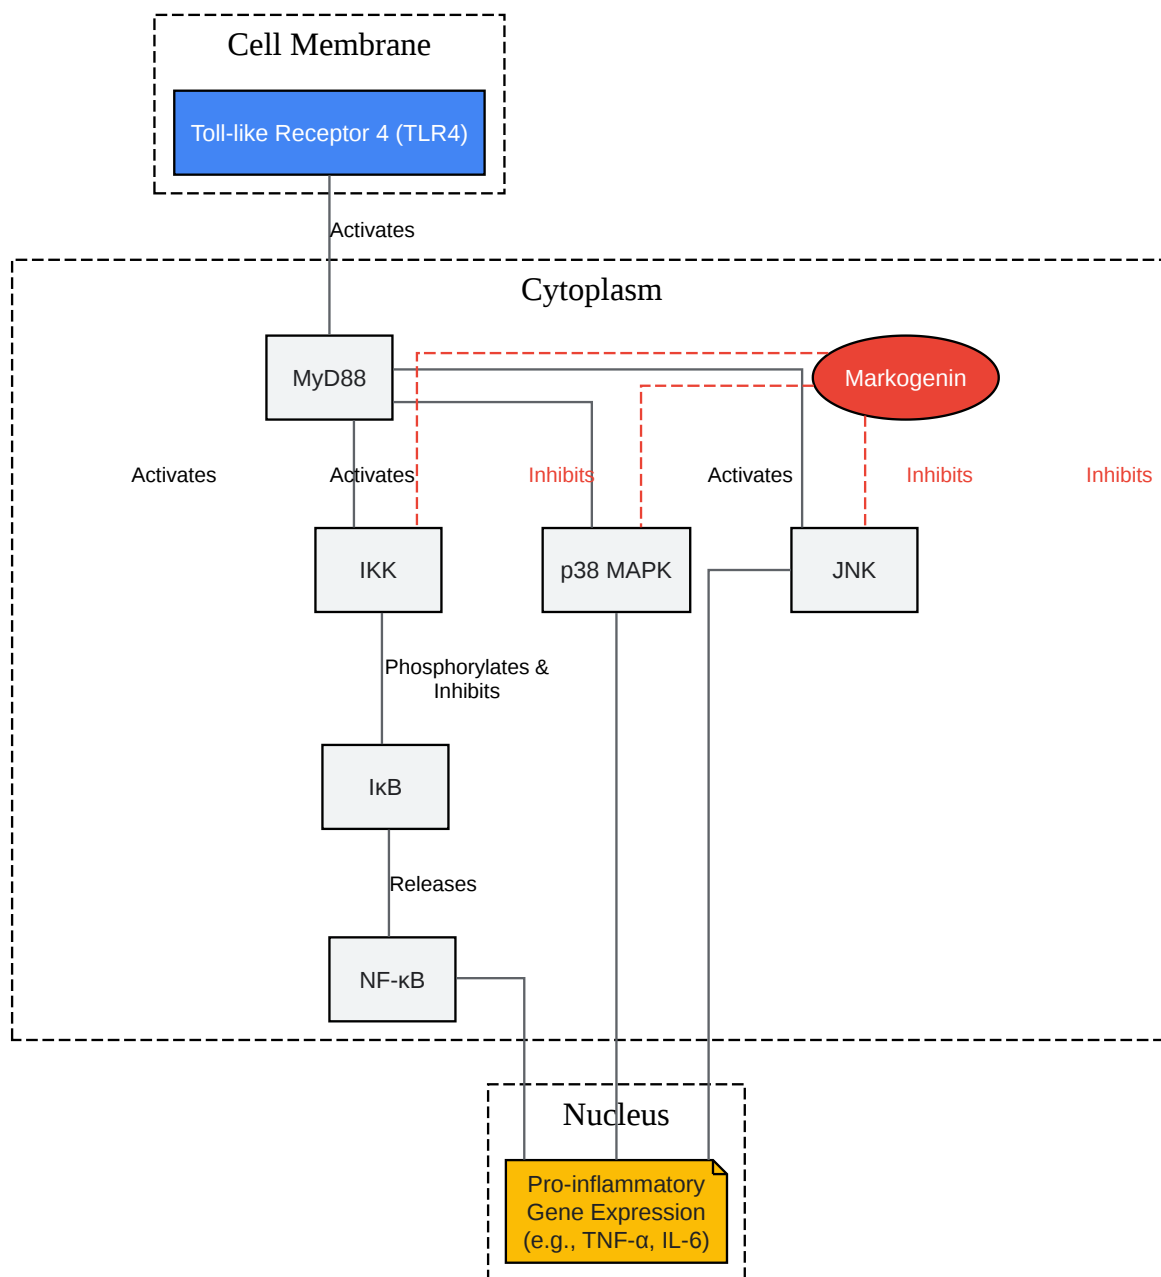 Cell Membrane
Toll-like Receptor 4 (TLR4)
Activates
Cytoplasm
MyD88
Markogenin
Activates
Activates
Inhibits
Activates
Inhibits
Inhibits
IKK
p38 MAPK
JNK
Phosphorylates &
Inhibits
IκB
Releases
NF-κB
Nucleus
Pro-inflammatory
Gene Expression
(e.g., TNF-α, IL-6)